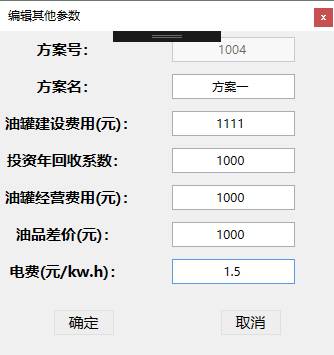 编辑其他参数
x
方案号： 1004
方案名： 方案一
油罐建设费用(元)： 1111
投资年回收系数： 1000
油罐经营费用(元)： 1000
油品差价(元)： 1000
电费(元/kw.h)： 1.5
确定 取消